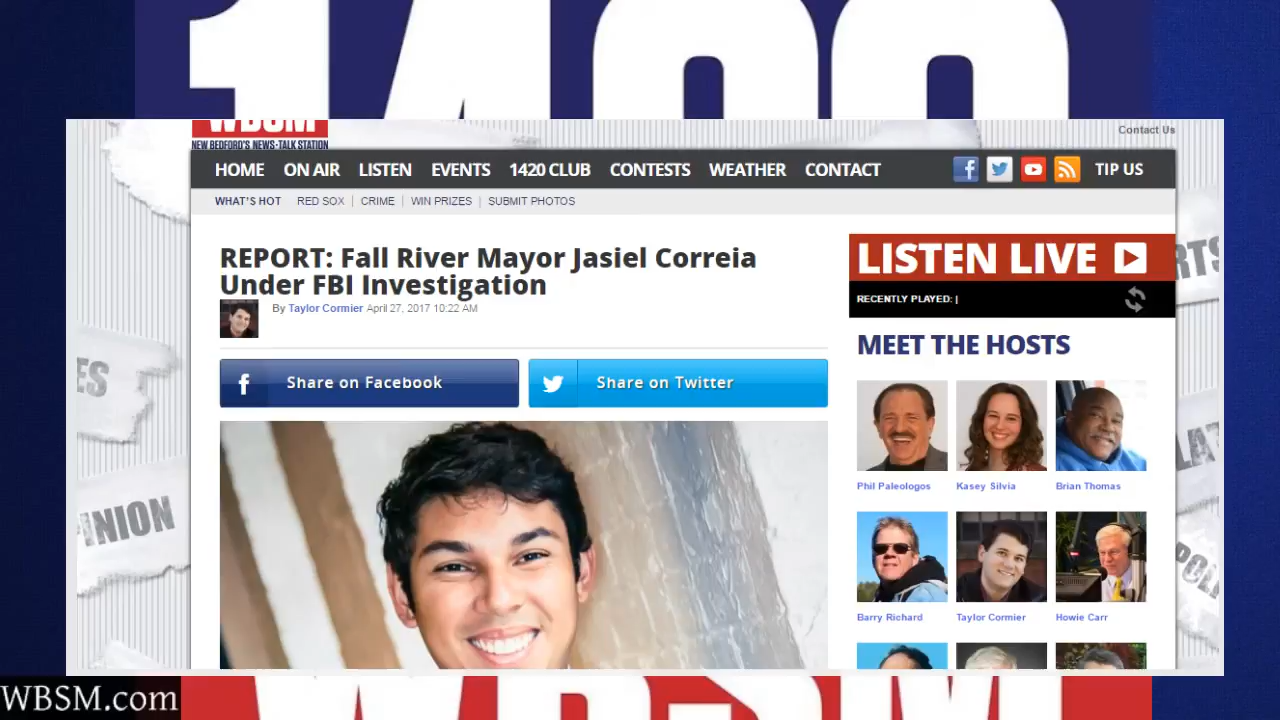 1420
WBSM
NEW BEDFORD'S NEWS-TALK STATION
Contact Us
HOME ON AIR LISTEN EVENTS 1420 CLUB CONTESTS WEATHER CONTACT TIP US
WHAT'S HOT RED SOX CRIME WIN PRIZES SUBMIT PHOTOS
REPORT: Fall River Mayor Jasiel Correia
Under FBI Investigation
By Taylor Cormier April 27, 2017 10:22 AM
Share on Facebook Share on Twitter
LISTEN LIVE
RECENTLY PLAYED: |
MEET THE HOSTS
Phil Paleologos Kasey Silvia Brian Thomas
Barry Richard Taylor Cormier Howie Carr
INION
WBSM.com
WBSM